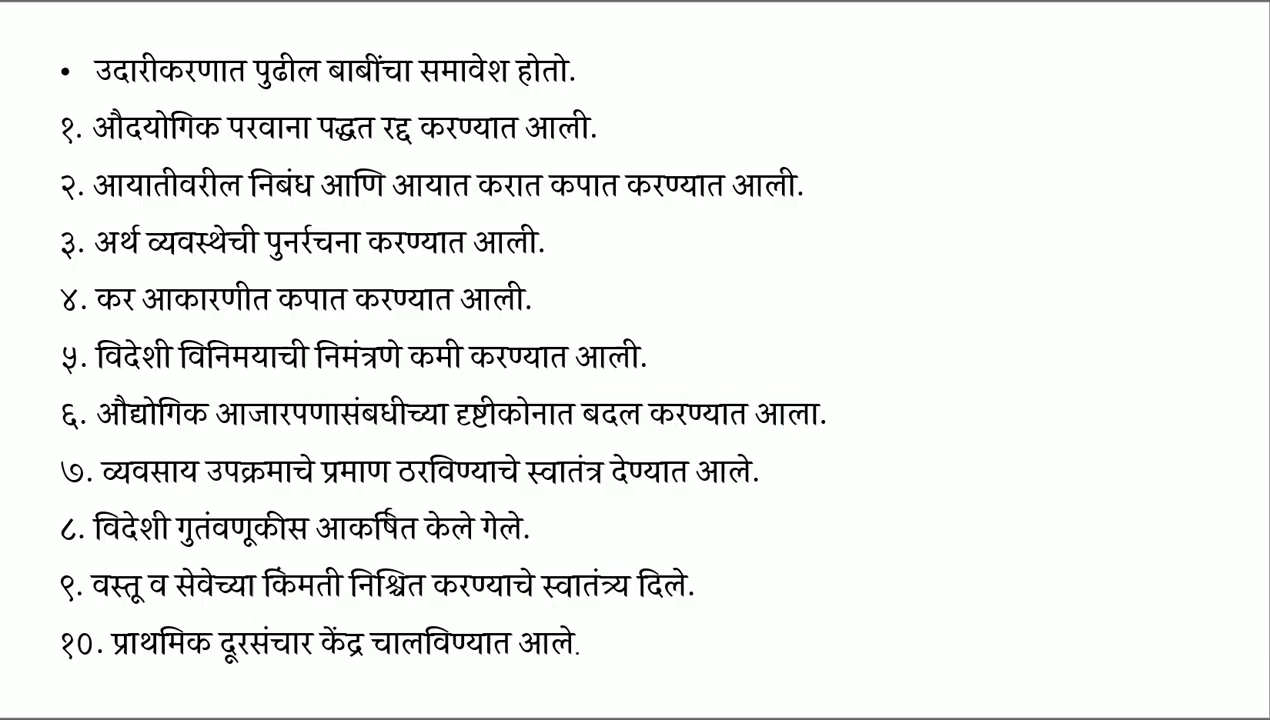 • उदारीकरणात पुढील बाबींचा समावेश होतो.
१. औदयोगिक परवाना पद्धत रद्द करण्यात आली.
२. आयातीवरील निबंध आणि आयात करात कपात करण्यात आली.
३. अर्थ व्यवस्थेची पुनर्रचना करण्यात आली.
४. कर आकारणीत कपात करण्यात आली.
५. विदेशी विनिमयाची निमंत्रणे कमी करण्यात आली.
६. औद्योगिक आजारपणासंबधीच्या दृष्टीकोनात बदल करण्यात आला.
७. व्यवसाय उपक्रमाचे प्रमाण ठरविण्याचे स्वातंत्र देण्यात आले.
८. विदेशी गुतंवणूकीस आकर्षित केले गेले.
९. वस्तू व सेवेच्या किंमती निश्चित करण्याचे स्वातंत्र्य दिले.
१0. प्राथमिक दूरसंचार केंद्र चालविण्यात आले.